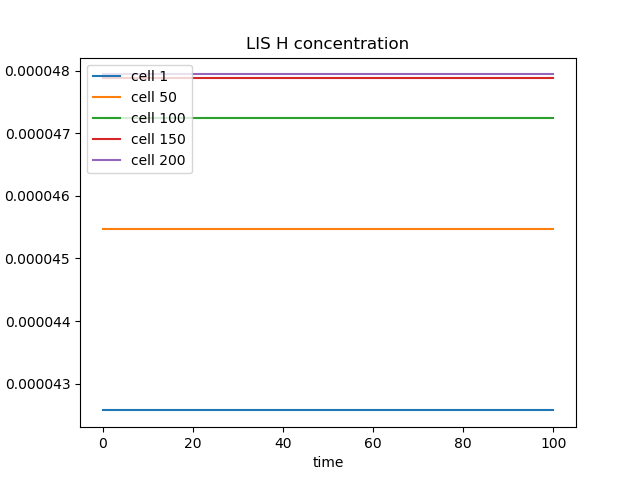 LIS H concentration
0.000048
0.000047
0.000046
0.000045
0.000044
0.000043
cell 1
cell 50
cell 100
cell 150
cell 200
0 20 40 60 80 100
time